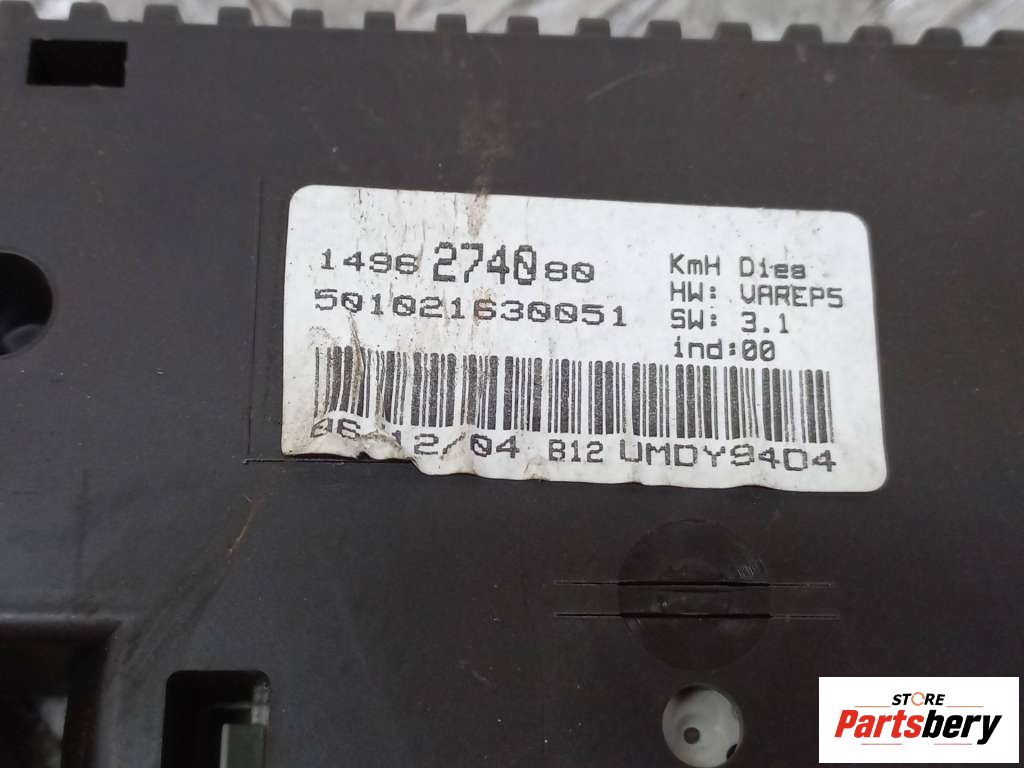 1496 2740 80
501021630051
KmH Dies
HW: VAREP5
SW: 3.1
ind:00
06/12/04 B12 UMDY9404
STORE
Partsbery